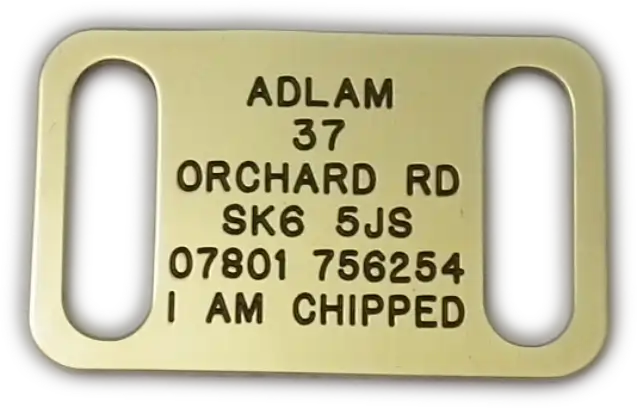 ADLAM
37
ORCHARD RD
SK6 5JS
07801 756254
I AM CHIPPED